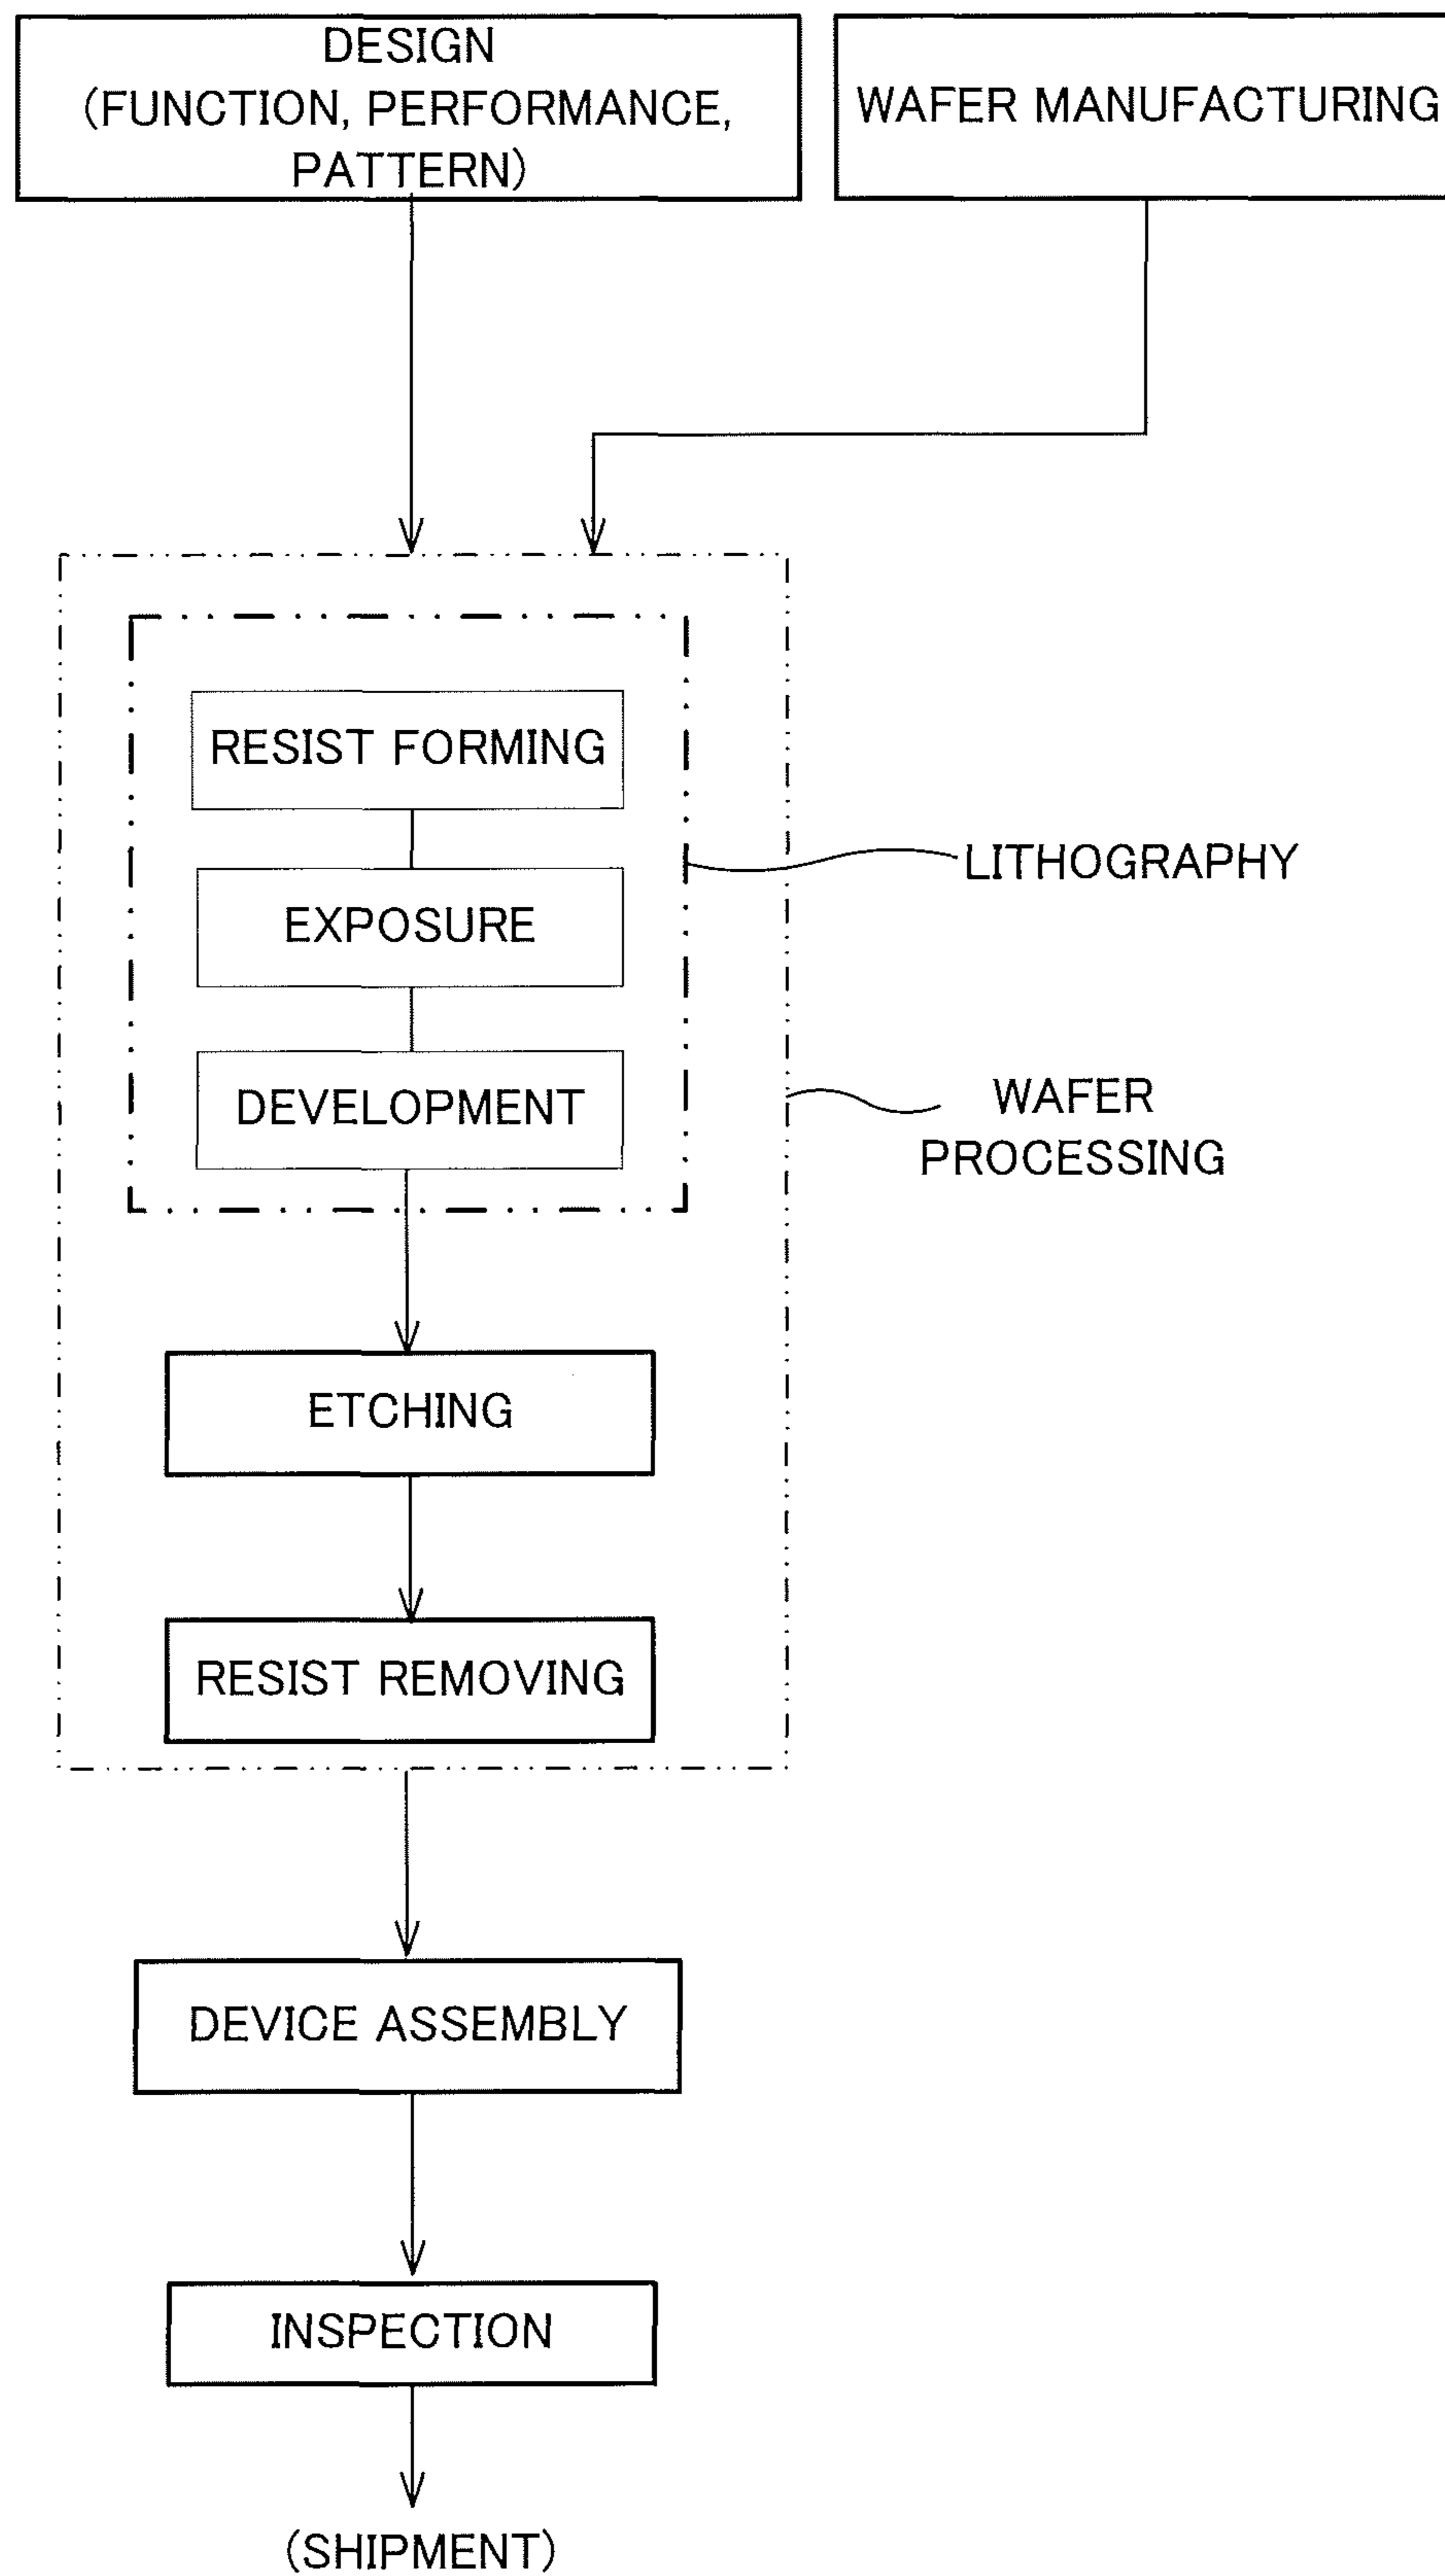 DESIGN
(FUNCTION, PERFORMANCE,
PATTERN)
WAFER MANUFACTURING
RESIST FORMING
EXPOSURE
LITHOGRAPHY
DEVELOPMENT
WAFER
PROCESSING
ETCHING
RESIST REMOVING
DEVICE ASSEMBLY
INSPECTION
(SHIPMENT)